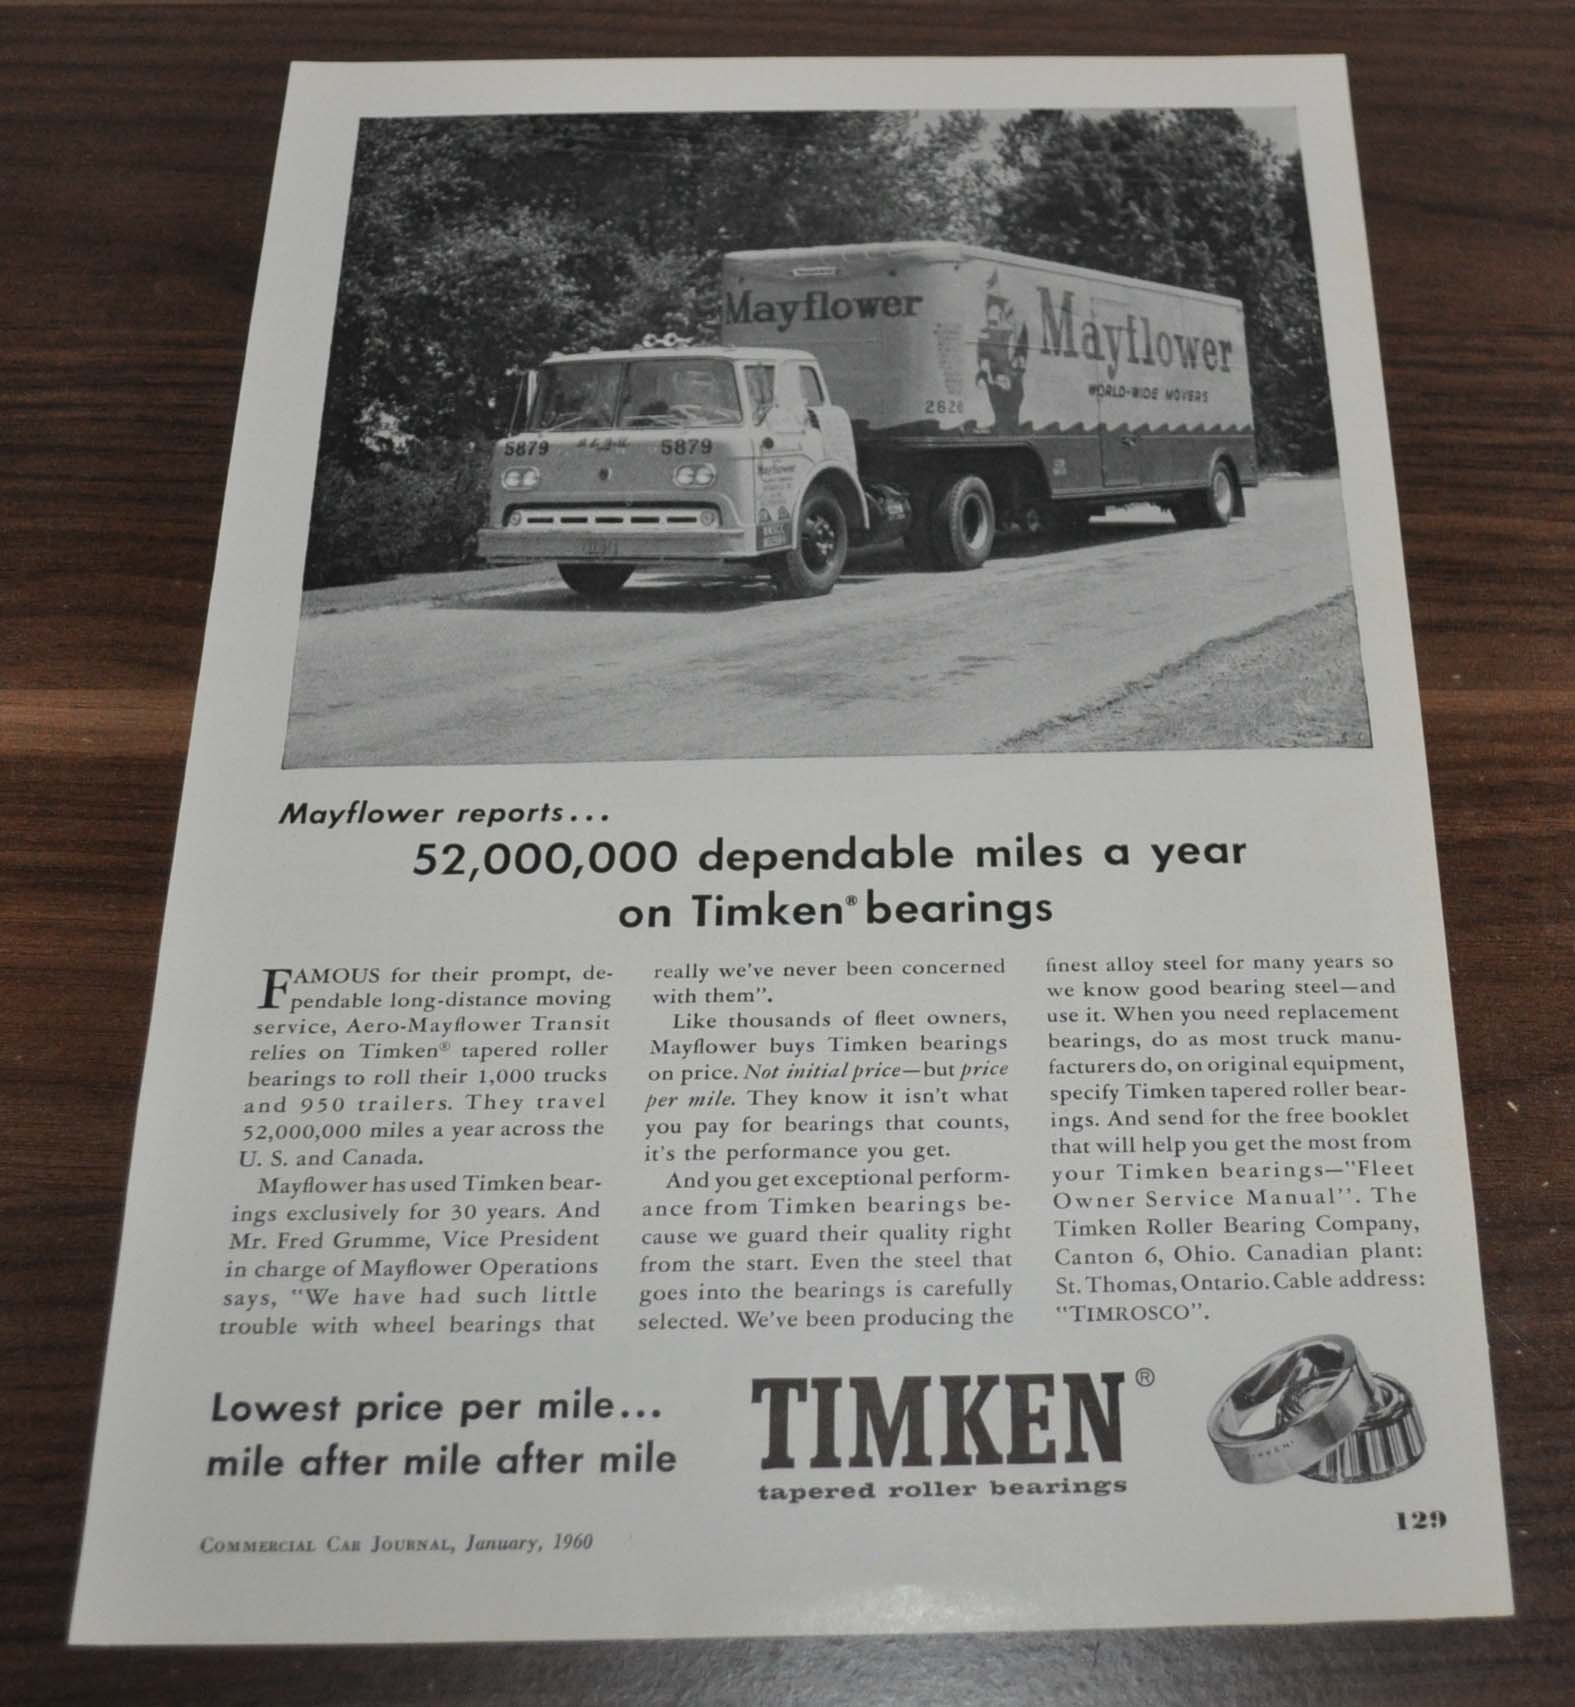 Mayflower
Mayflower
WORLD-WIDE MOVERS
2626
5879 5879
Mayflower
Mayflower reports...
52,000,000 dependable miles a year
on Timken® bearings
FAMOUS for their prompt, de-
pendable long-distance moving
service, Aero-Mayflower Transit
relies on Timken® tapered roller
bearings to roll their 1,000 trucks
and 950 trailers. They travel
52,000,000 miles a year across the
U. S. and Canada.
Mayflower has used Timken bear-
ings exclusively for 30 years. And
Mr. Fred Grumme, Vice President
in charge of Mayflower Operations
says, "We have had such little
trouble with wheel bearings that
really we've never been concerned
with them".
Like thousands of fleet owners,
Mayflower buys Timken bearings
on price. Not initial price—but price
per mile. They know it isn't what
you pay for bearings that counts,
it's the performance you get.
And you get exceptional perform-
ance from Timken bearings be-
cause we guard their quality right
from the start. Even the steel that
goes into the bearings is carefully
selected. We've been producing the
finest alloy steel for many years so
we know good bearing steel—and
use it. When you need replacement
bearings, do as most truck manu-
facturers do, on original equipment,
specify Timken tapered roller bear-
ings. And send for the free booklet
that will help you get the most from
your Timken bearings—"Fleet
Owner Service Manual". The
Timken Roller Bearing Company,
Canton 6, Ohio. Canadian plant:
St. Thomas, Ontario. Cable address:
"TIMROSCO".
Lowest price per mile...
mile after mile after mile
TIMKEN®
tapered roller bearings
TIMKEN
COMMERCIAL CAR JOURNAL, January, 1960
129